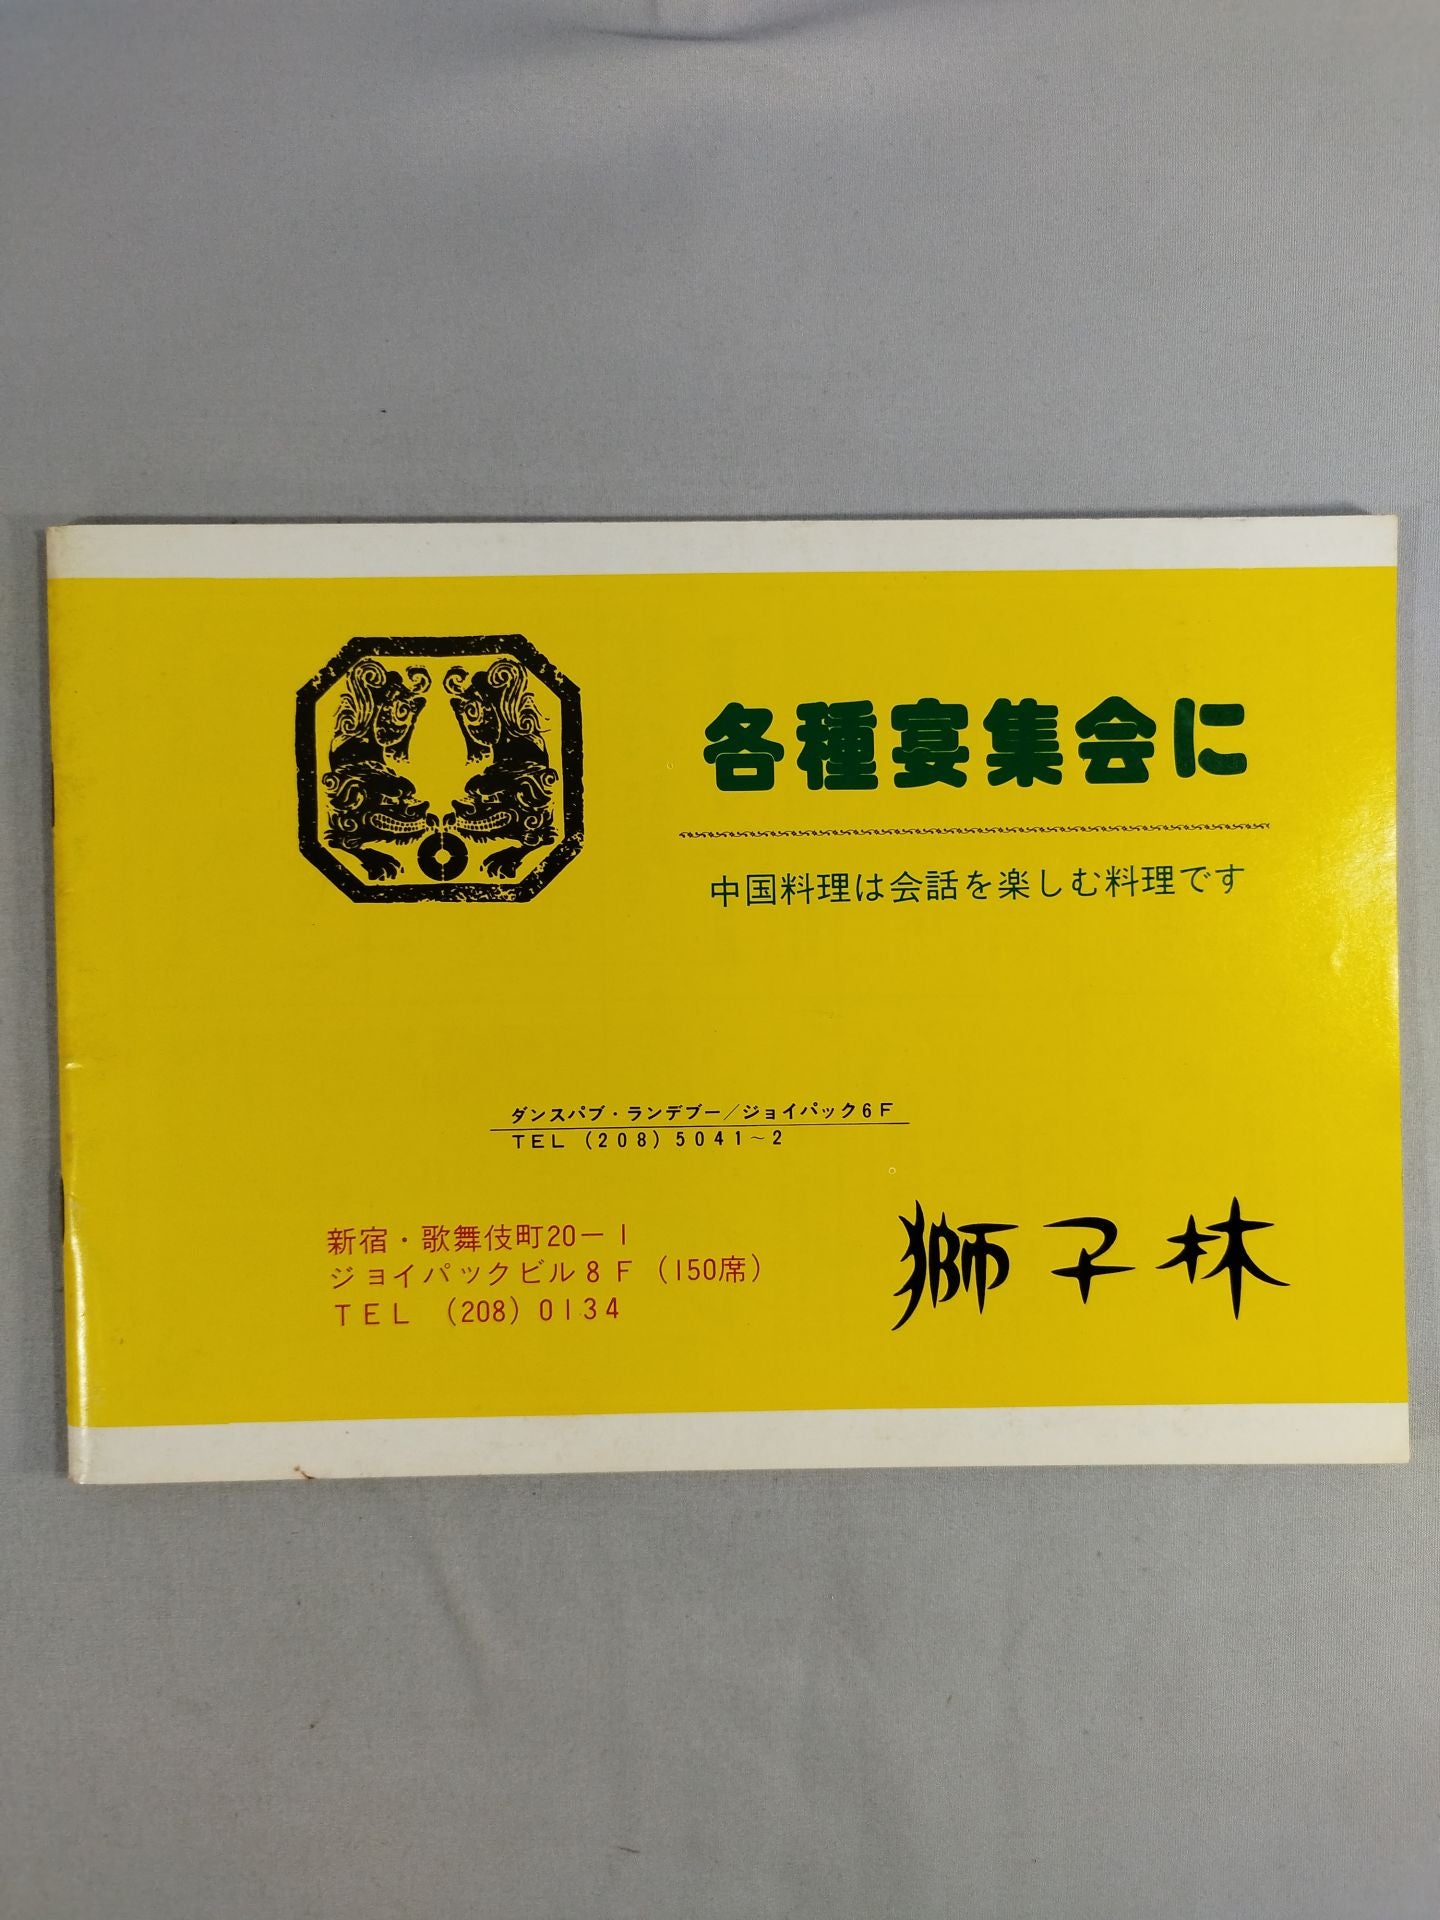 各種宴集会に
中国料理は会話を楽しむ料理です
ダンスパブ・ランデブー/ジョイパック6F
TEL (208) 5041~2
新宿・歌舞伎町20-1
ジョイパックビル8F (150席)
TEL (208) 0134
獅子林